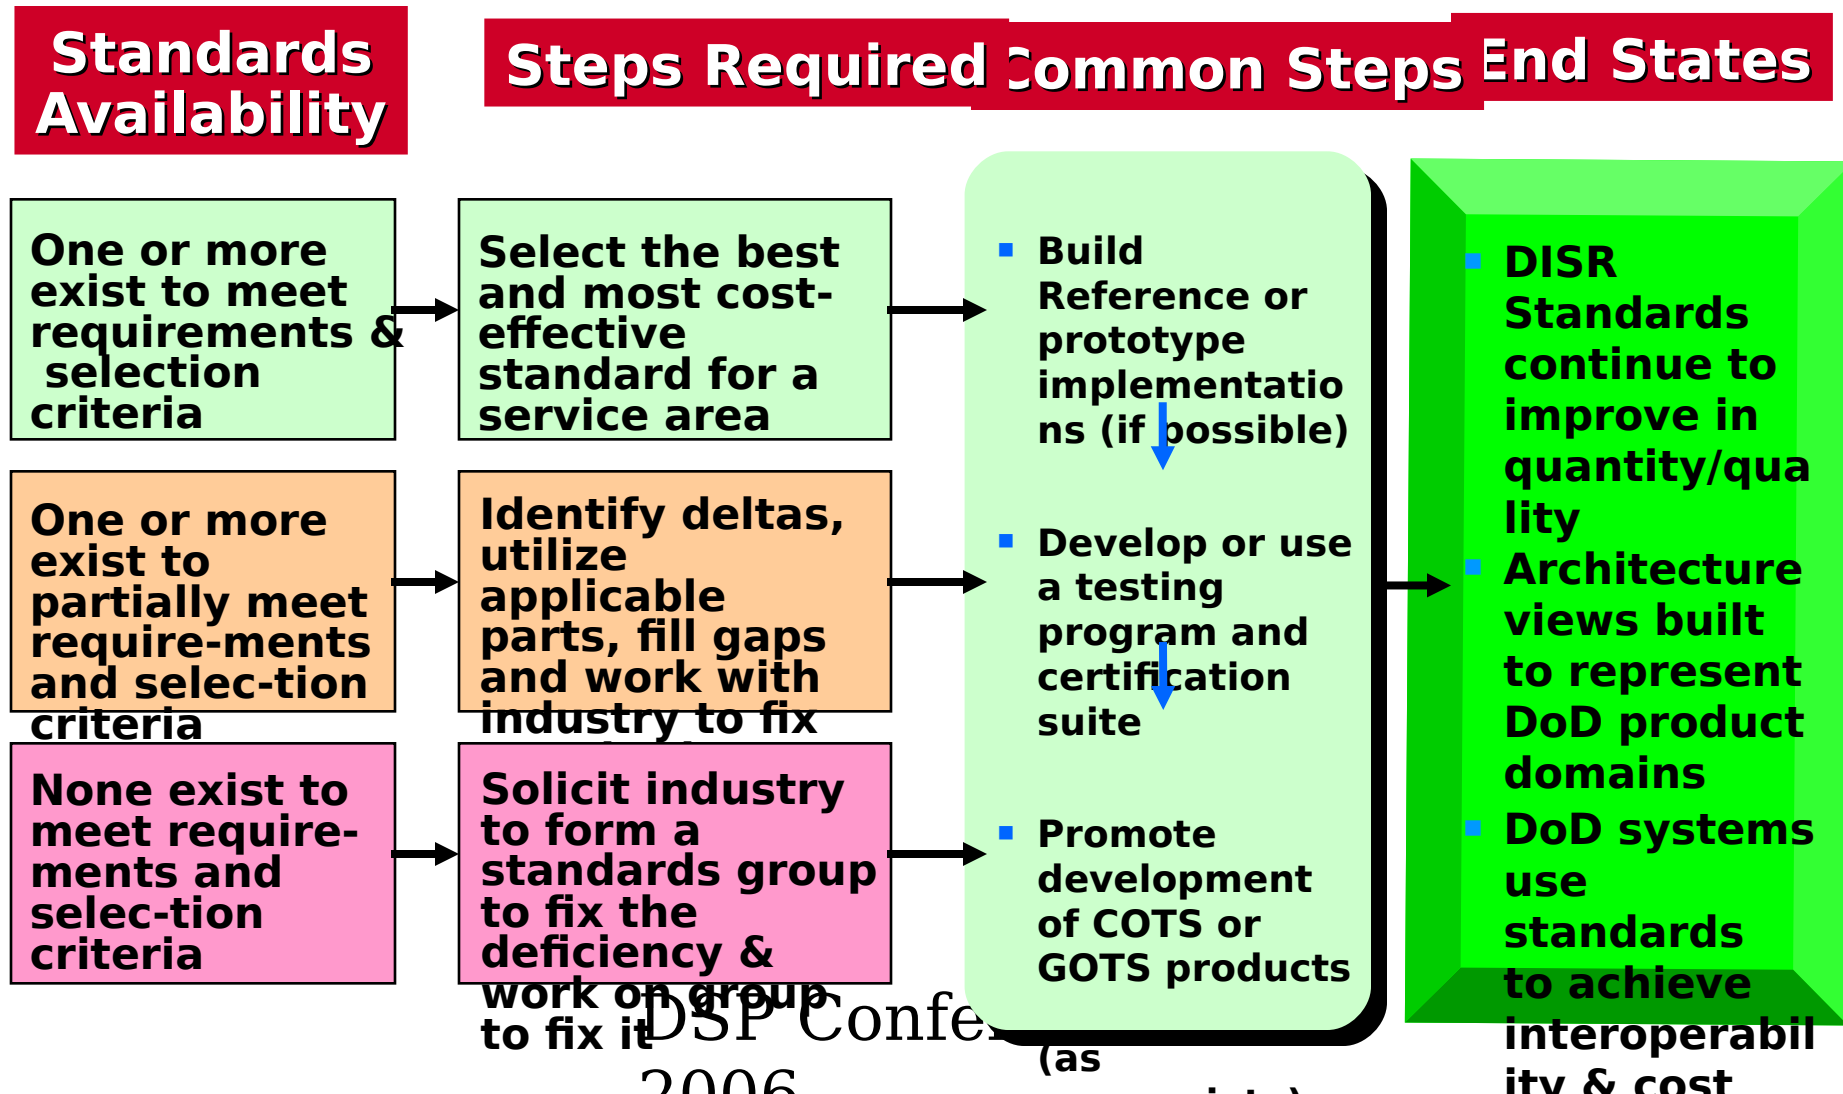 Standards
Availability
Steps Required
Common Steps
End States
One or more
exist to meet
requirements &
selection
criteria
Select the best
and most cost-
effective
standard for a
service area
One or more
exist to
partially meet
require-ments
and selec-tion
criteria
Identify deltas,
utilize
applicable
parts, fill gaps
and work with
industry to fix
None exist to
meet require-
ments and
selec-tion
criteria
Solicit industry
to form a
standards group
to fix the
deficiency &
work on group
to fix it
Build
Reference or
prototype
implementatio
ns (if possible)
Develop or use
a testing
program and
certification
suite
Promote
development
of COTS or
GOTS products
(as
DISR
Standards
continue to
improve in
quantity/qua
lity
Architecture
views built
to represent
DoD product
domains
DoD systems
use
standards
to achieve
interoperabil
ity & cost
DSP
2006